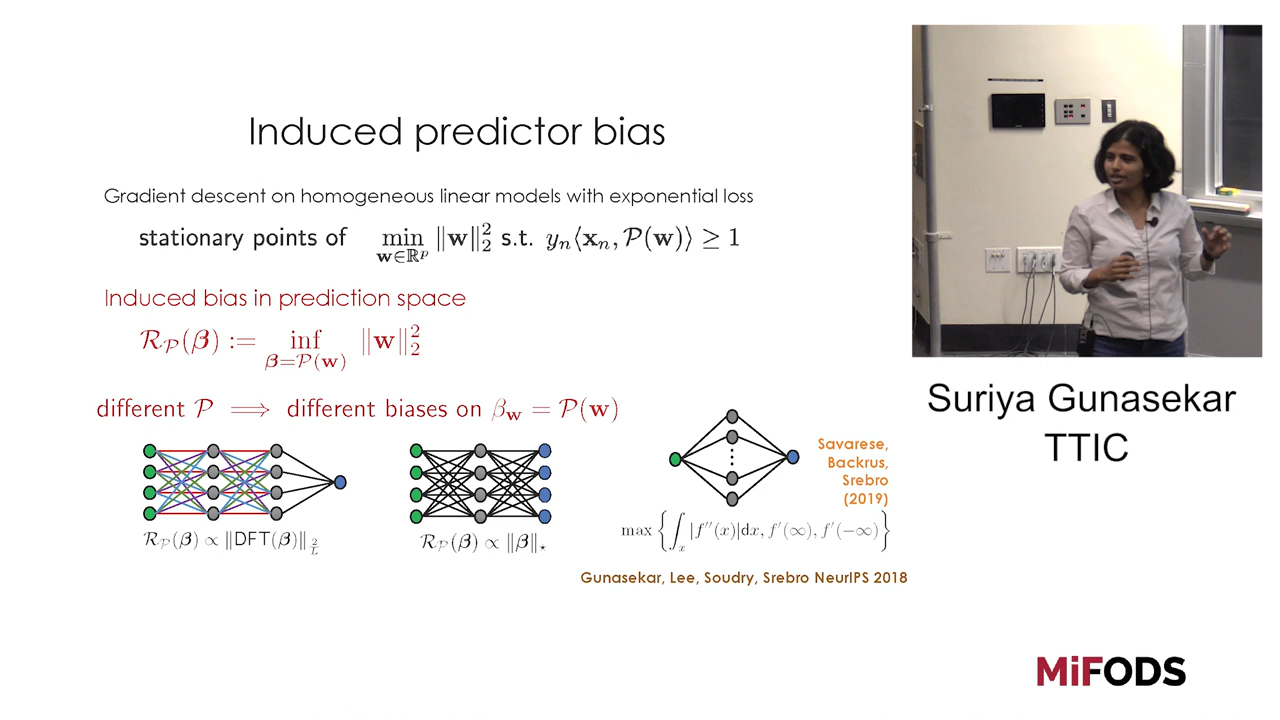 Induced predictor bias
Gradient descent on homogeneous linear models with exponential loss
stationary points of min_{w∈ℝ^p} ‖w‖₂² s.t. yₙ⟨xₙ, 𝒫(w)⟩ ≥ 1
Induced bias in prediction space
ℛ_𝒫(β) := inf_{β=𝒫(w)} ‖w‖₂²
different 𝒫 ⟹ different biases on β_w = 𝒫(w)
Savarese,
Backrus,
Srebro
(2019)
ℛ_𝒫(β) ∝ ‖DFT(β)‖_{2/L}
ℛ_𝒫(β) ∝ ‖β‖_⋆
max { ∫_x |f''(x)|dx, f'(∞), f'(−∞) }
Gunasekar, Lee, Soudry, Srebro NeurIPS 2018
Suriya Gunasekar
TTIC
MiFODS